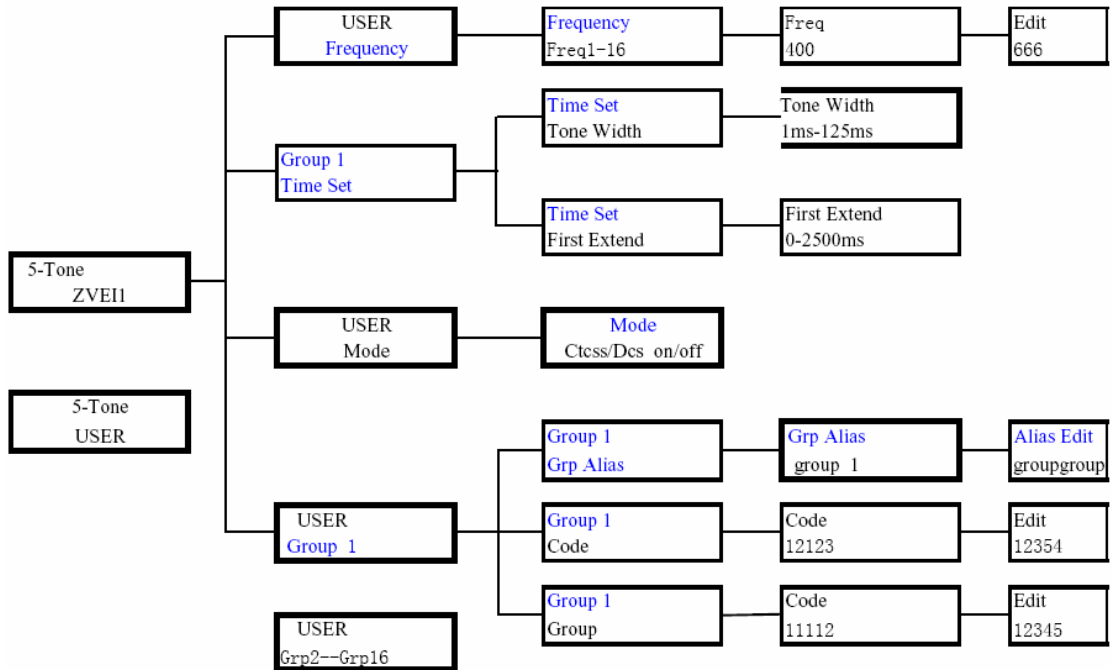 USER
Frequency
Frequency
Freq1-16
Freq
400
Edit
666
Time Set
Tone Width
Tone Width
1ms-125ms
Group 1
Time Set
Time Set
First Extend
First Extend
0-2500ms
5-Tone
ZVEI1
USER
Mode
Mode
Ctcss/Dcs on/off
5-Tone
USER
Group 1
Grp Alias
Grp Alias
group 1
Alias Edit
groupgroup
USER
Group 1
Group 1
Code
Code
12123
Edit
12354
Group 1
Group
Code
11112
Edit
12345
USER
Grp2--Grp16